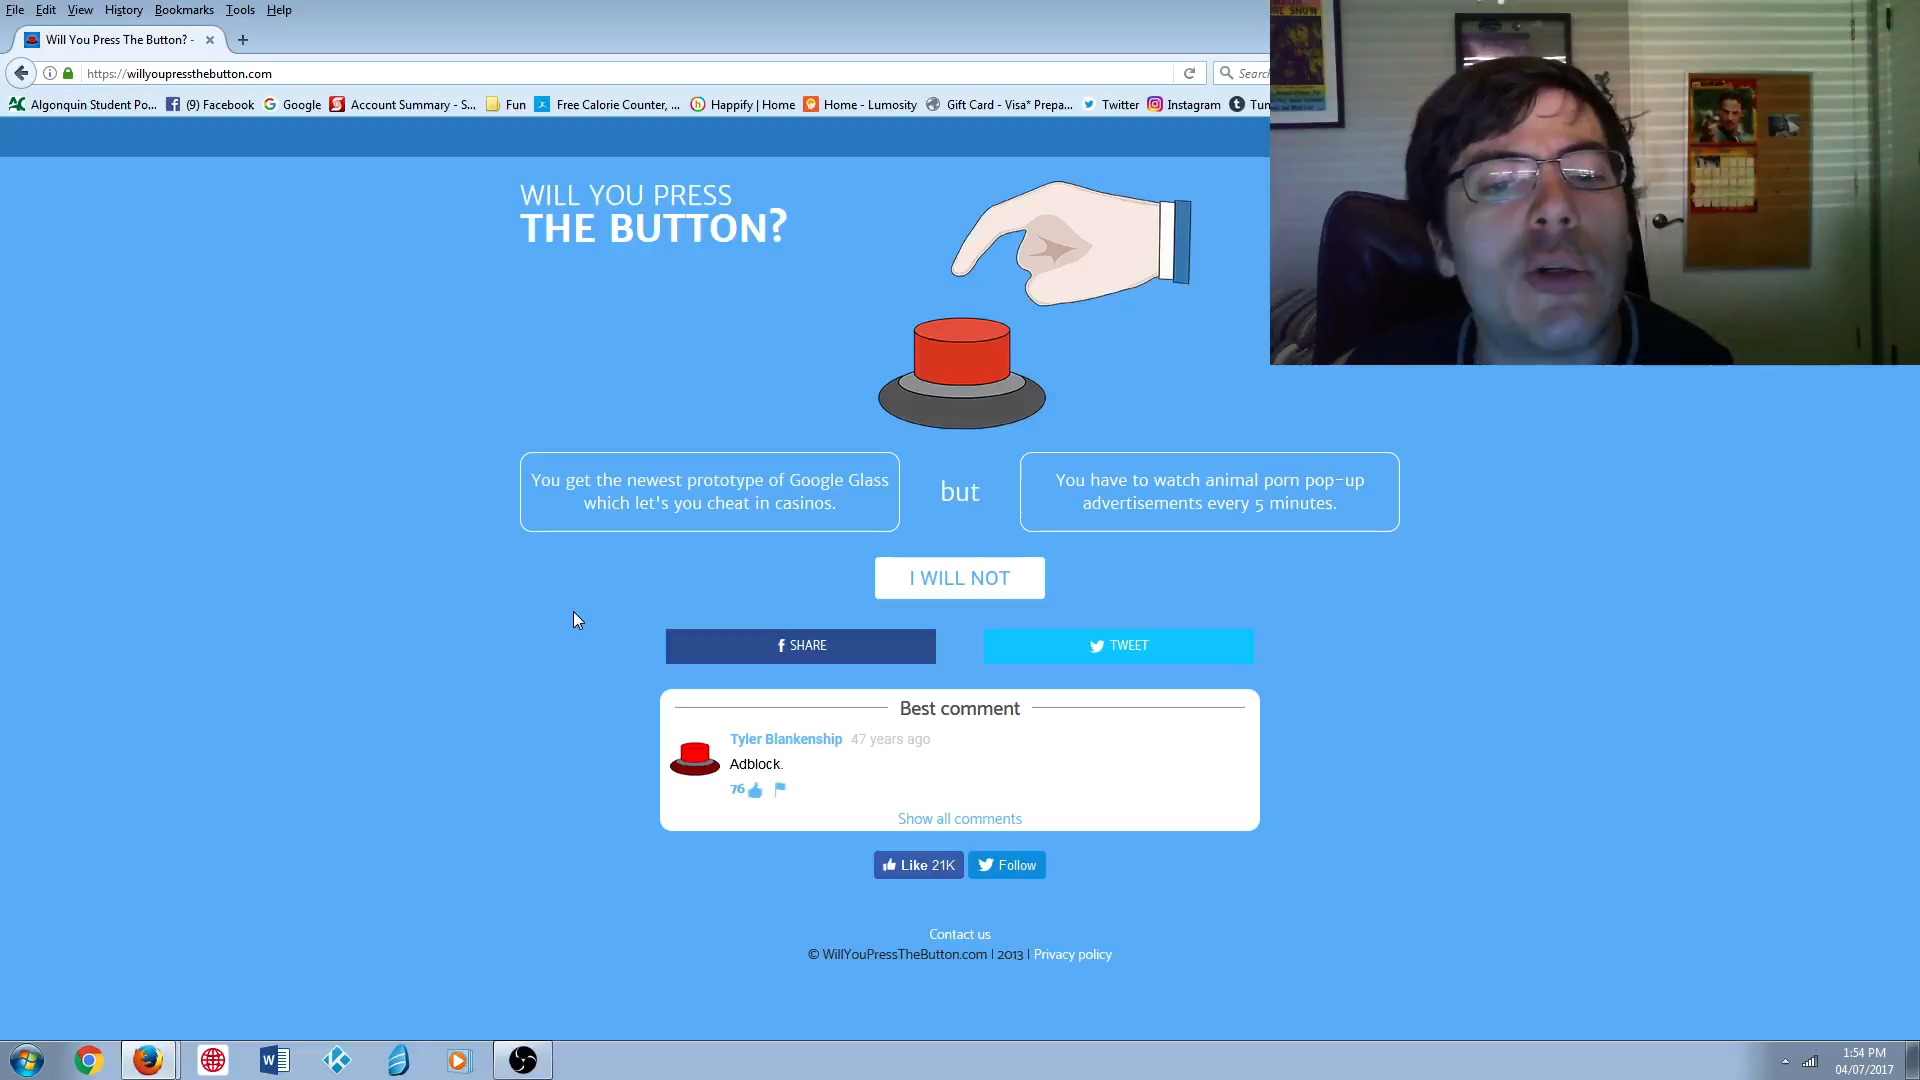 File Edit View History Bookmarks Tools Help
Will You Press The Button? -
https://willyoupressthebutton.com
Search
Algonquin Student Po... (9) Facebook Google Account Summary - S... Fun Free Calorie Counter, ... Happify | Home Home - Lumosity Gift Card - Visa* Prepa... Twitter Instagram Tun
WILL YOU PRESS
THE BUTTON?
You get the newest prototype of Google Glass
which let's you cheat in casinos.
but
You have to watch animal porn pop-up
advertisements every 5 minutes.
I WILL NOT
f SHARE
TWEET
Best comment
Tyler Blankenship 47 years ago
Adblock.
76
Show all comments
Like 21K
Follow
Contact us
© WillYouPressTheButton.com | 2013 | Privacy policy
1:54 PM
04/07/2017